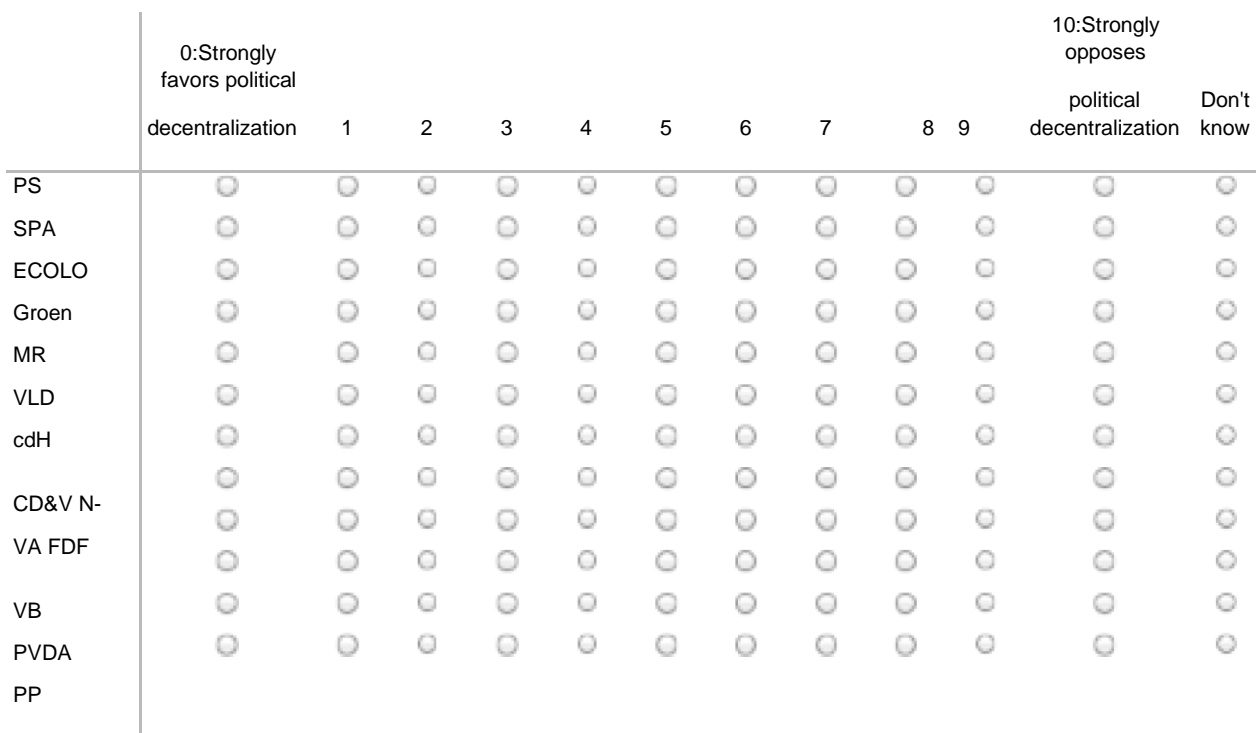 0:Strongly
favors political
decentralization 1 2 3 4 5 6 7 8 9
10:Strongly
opposes
political
decentralization
Don't
know
PS
SPA
ECOLO
Groen
MR
VLD
cdH
CD&V N-
VA FDF
VB
PVDA
PP